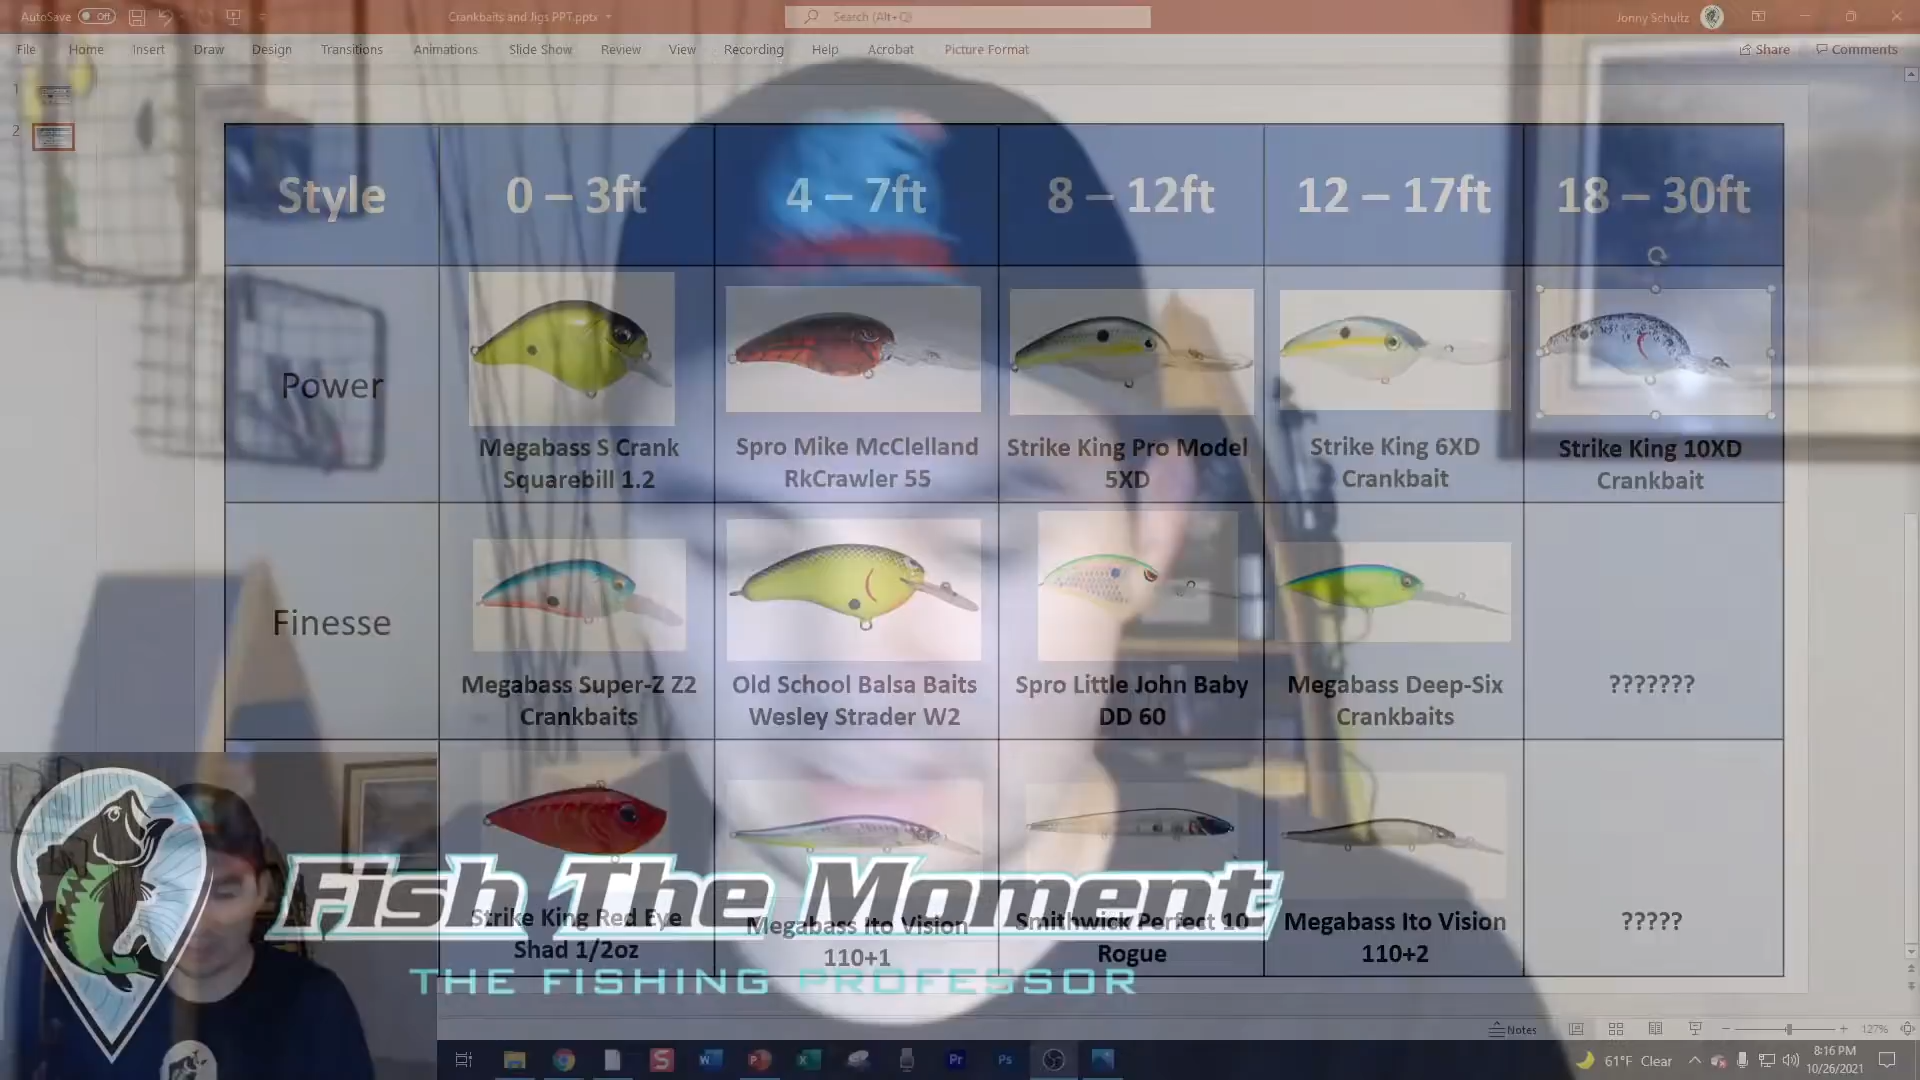 AutoSave Off
Crankbaits and Jigs PPT.pptx
Search (Alt+Q)
Jonny Schultz
File Home Insert Draw Design Transitions Animations Slide Show Review View Recording Help Acrobat Picture Format
Share Comments
1
2
Style 0 – 3ft 4 – 7ft 8 – 12ft 12 – 17ft 18 – 30ft
Power
Megabass S Crank
Squarebill 1.2
Spro Mike McClelland
RkCrawler 55
Strike King Pro Model
5XD
Strike King 6XD
Crankbait
Strike King 10XD
Crankbait
Finesse
Megabass Super-Z Z2
Crankbaits
Old School Balsa Baits
Wesley Strader W2
Spro Little John Baby
DD 60
Megabass Deep-Six
Crankbaits
???????
Strike King Red Eye
Shad 1/2oz
Megabass Ito Vision
110+1
Smithwick Perfect 10
Rogue
Megabass Ito Vision
110+2
?????
Fish The Moment
THE FISHING PROFESSOR
Notes
127%
61°F Clear
8:16 PM
10/26/2021